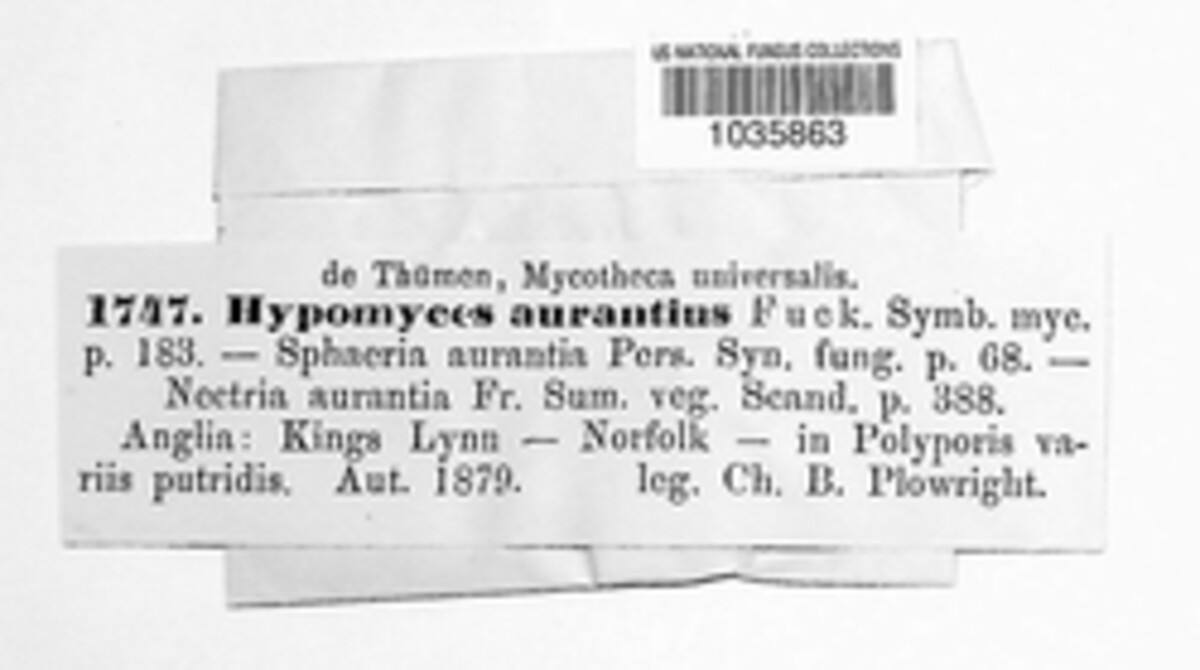 US NATIONAL FUNGUS COLLECTIONS
1035863
de Thümen, Mycotheca universalis.
1747. Hypomyces aurantius Fuck. Symb. myc.
p. 183. — Sphaeria aurantia Pers. Syn. fung. p. 68. —
Nectria aurantia Fr. Sum. veg. Scand. p. 388.
Anglia: Kings Lynn — Norfolk — in Polyporis va-
riis putridis. Aut. 1879. leg. Ch. B. Plowright.